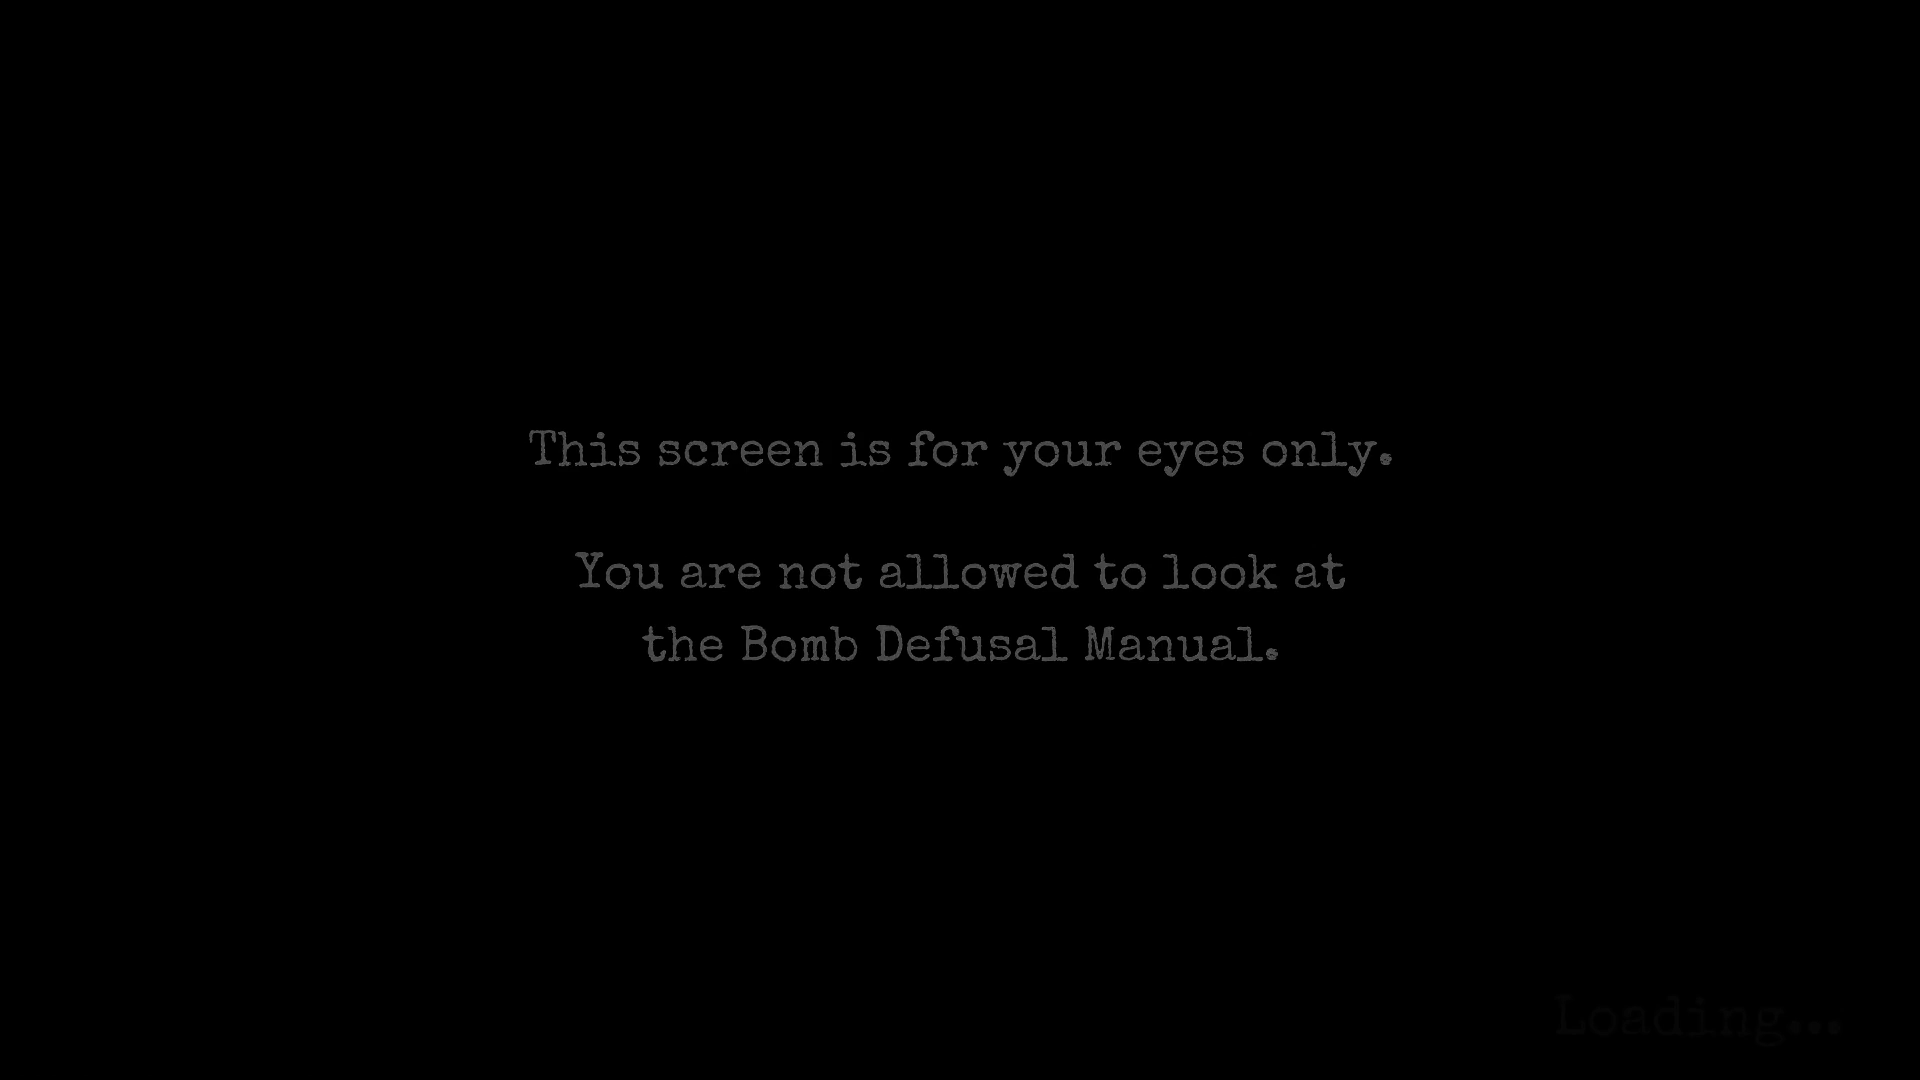 This screen is for your eyes only.
You are not allowed to look at
the Bomb Defusal Manual.
Loading...